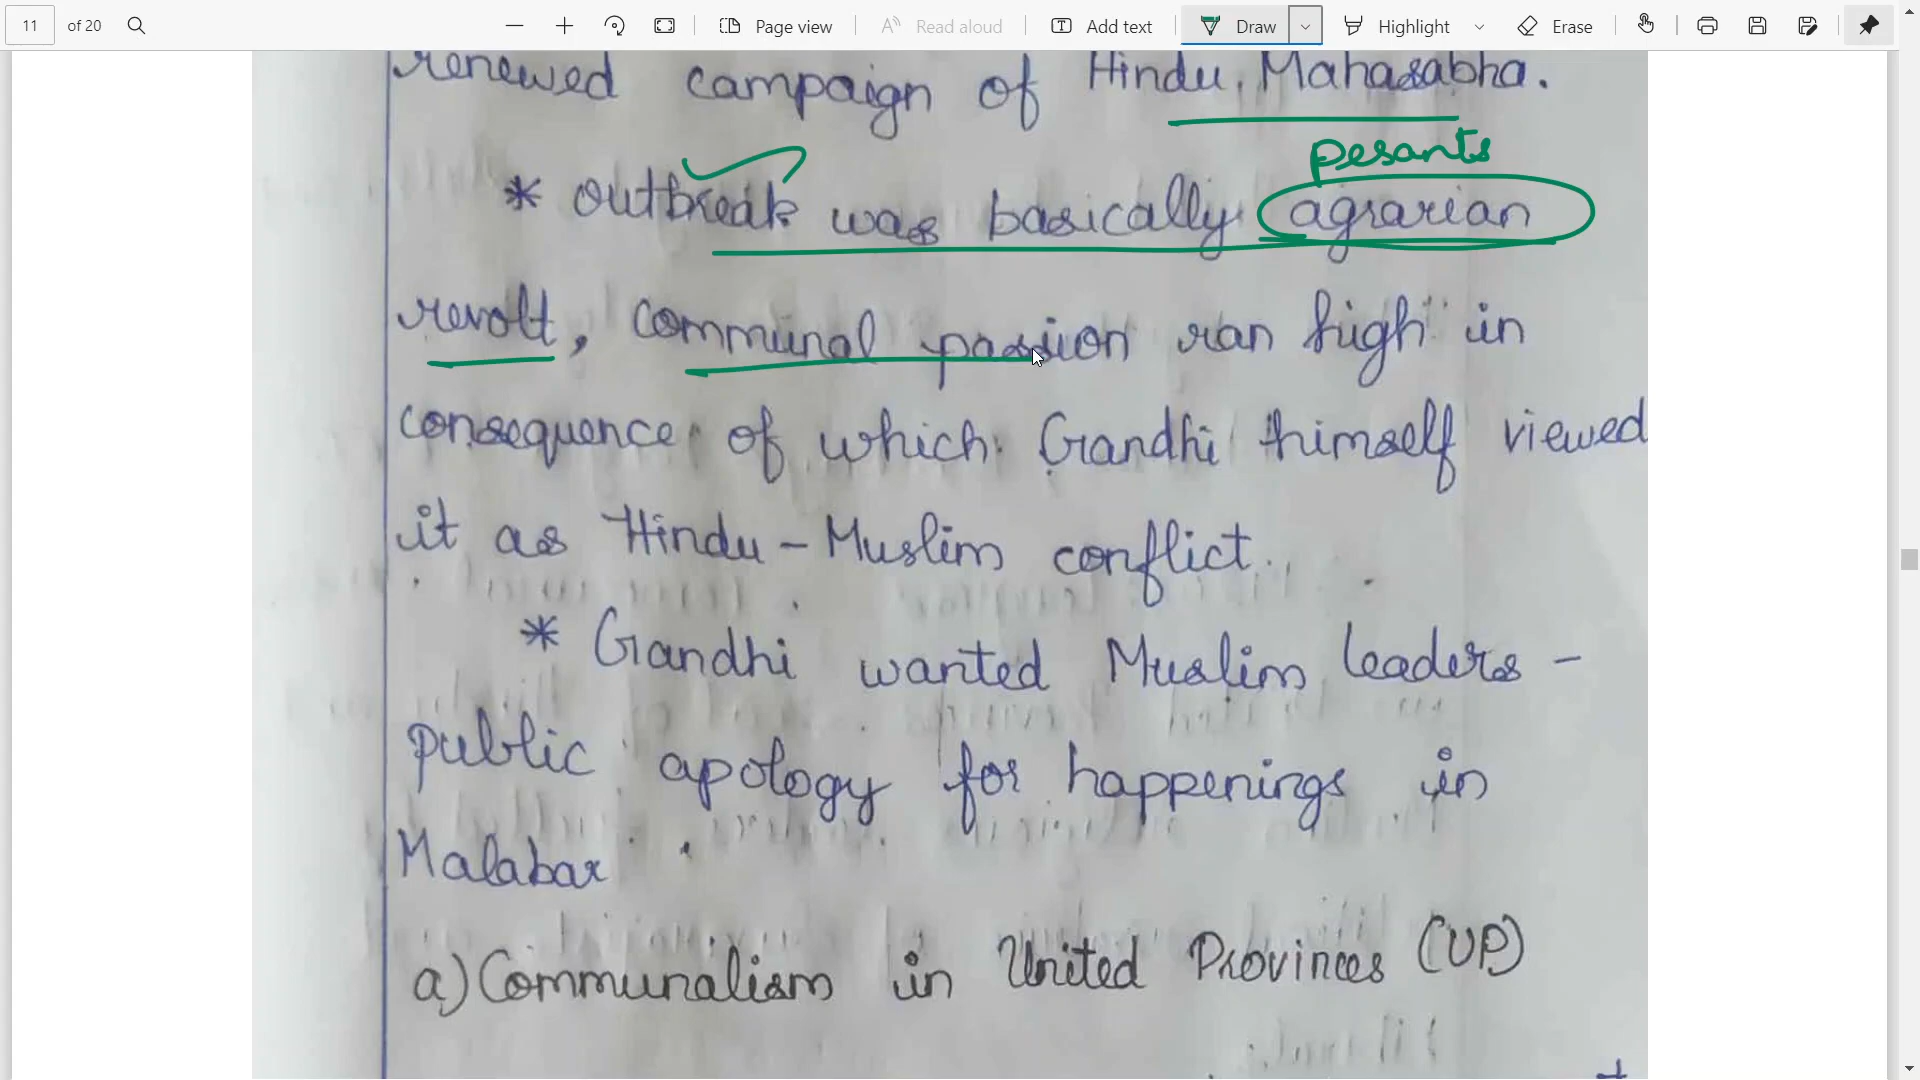 11 of 20 Page view Read aloud Add text Draw Highlight Erase
renewed campaign of Hindu Mahasabha.
pesants
* outbreak was basically agrarian
revolt, communal passion ran high in
consequence of which Gandhi himself viewed
it as Hindu - Muslim conflict.
* Gandhi wanted Muslim leaders -
public apology for happenings in
Malabar
a) Communalism in United Provinces (UP)